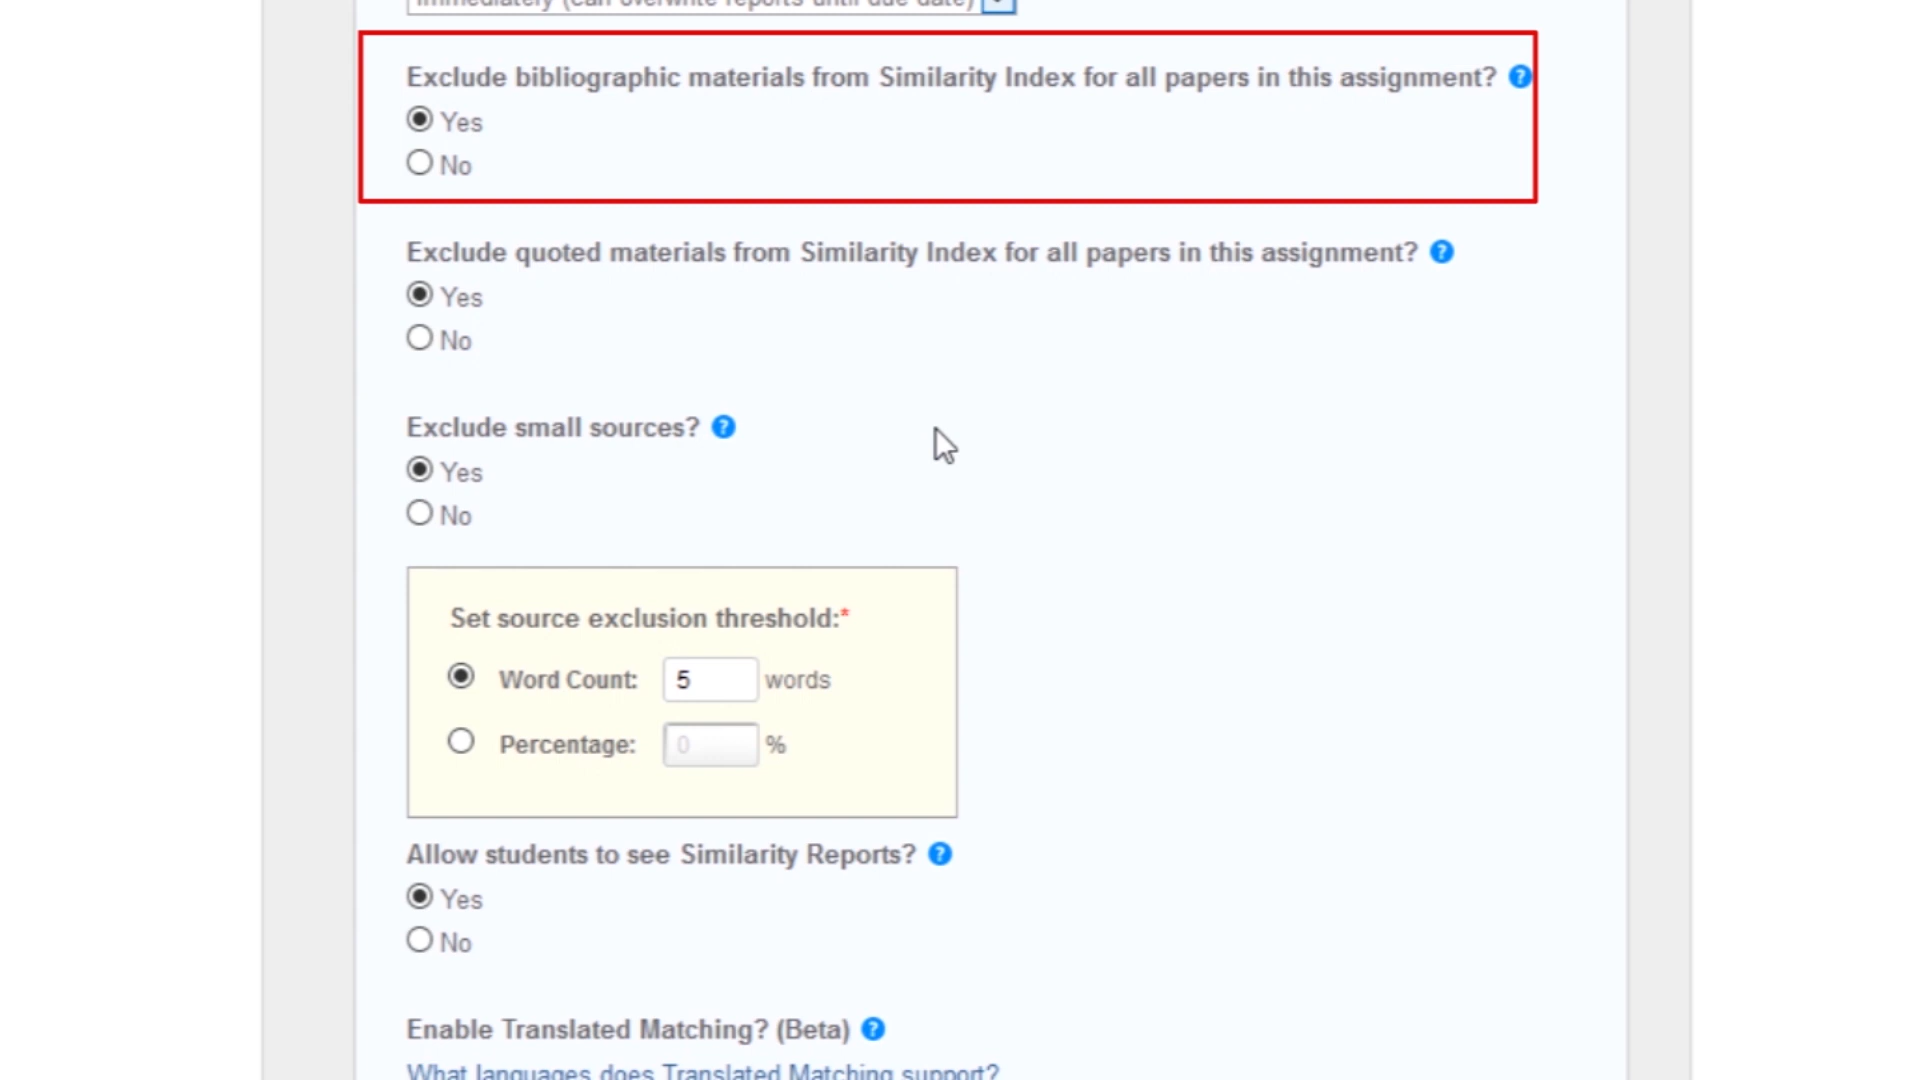 Immediately (can overwrite reports until due date)
Exclude bibliographic materials from Similarity Index for all papers in this assignment? ?
Yes
No
Exclude quoted materials from Similarity Index for all papers in this assignment? ?
Yes
No
Exclude small sources? ?
Yes
No
Set source exclusion threshold:*
Word Count: 5 words
Percentage: 0 %
Allow students to see Similarity Reports? ?
Yes
No
Enable Translated Matching? (Beta) ?
What languages does Translated Matching support?